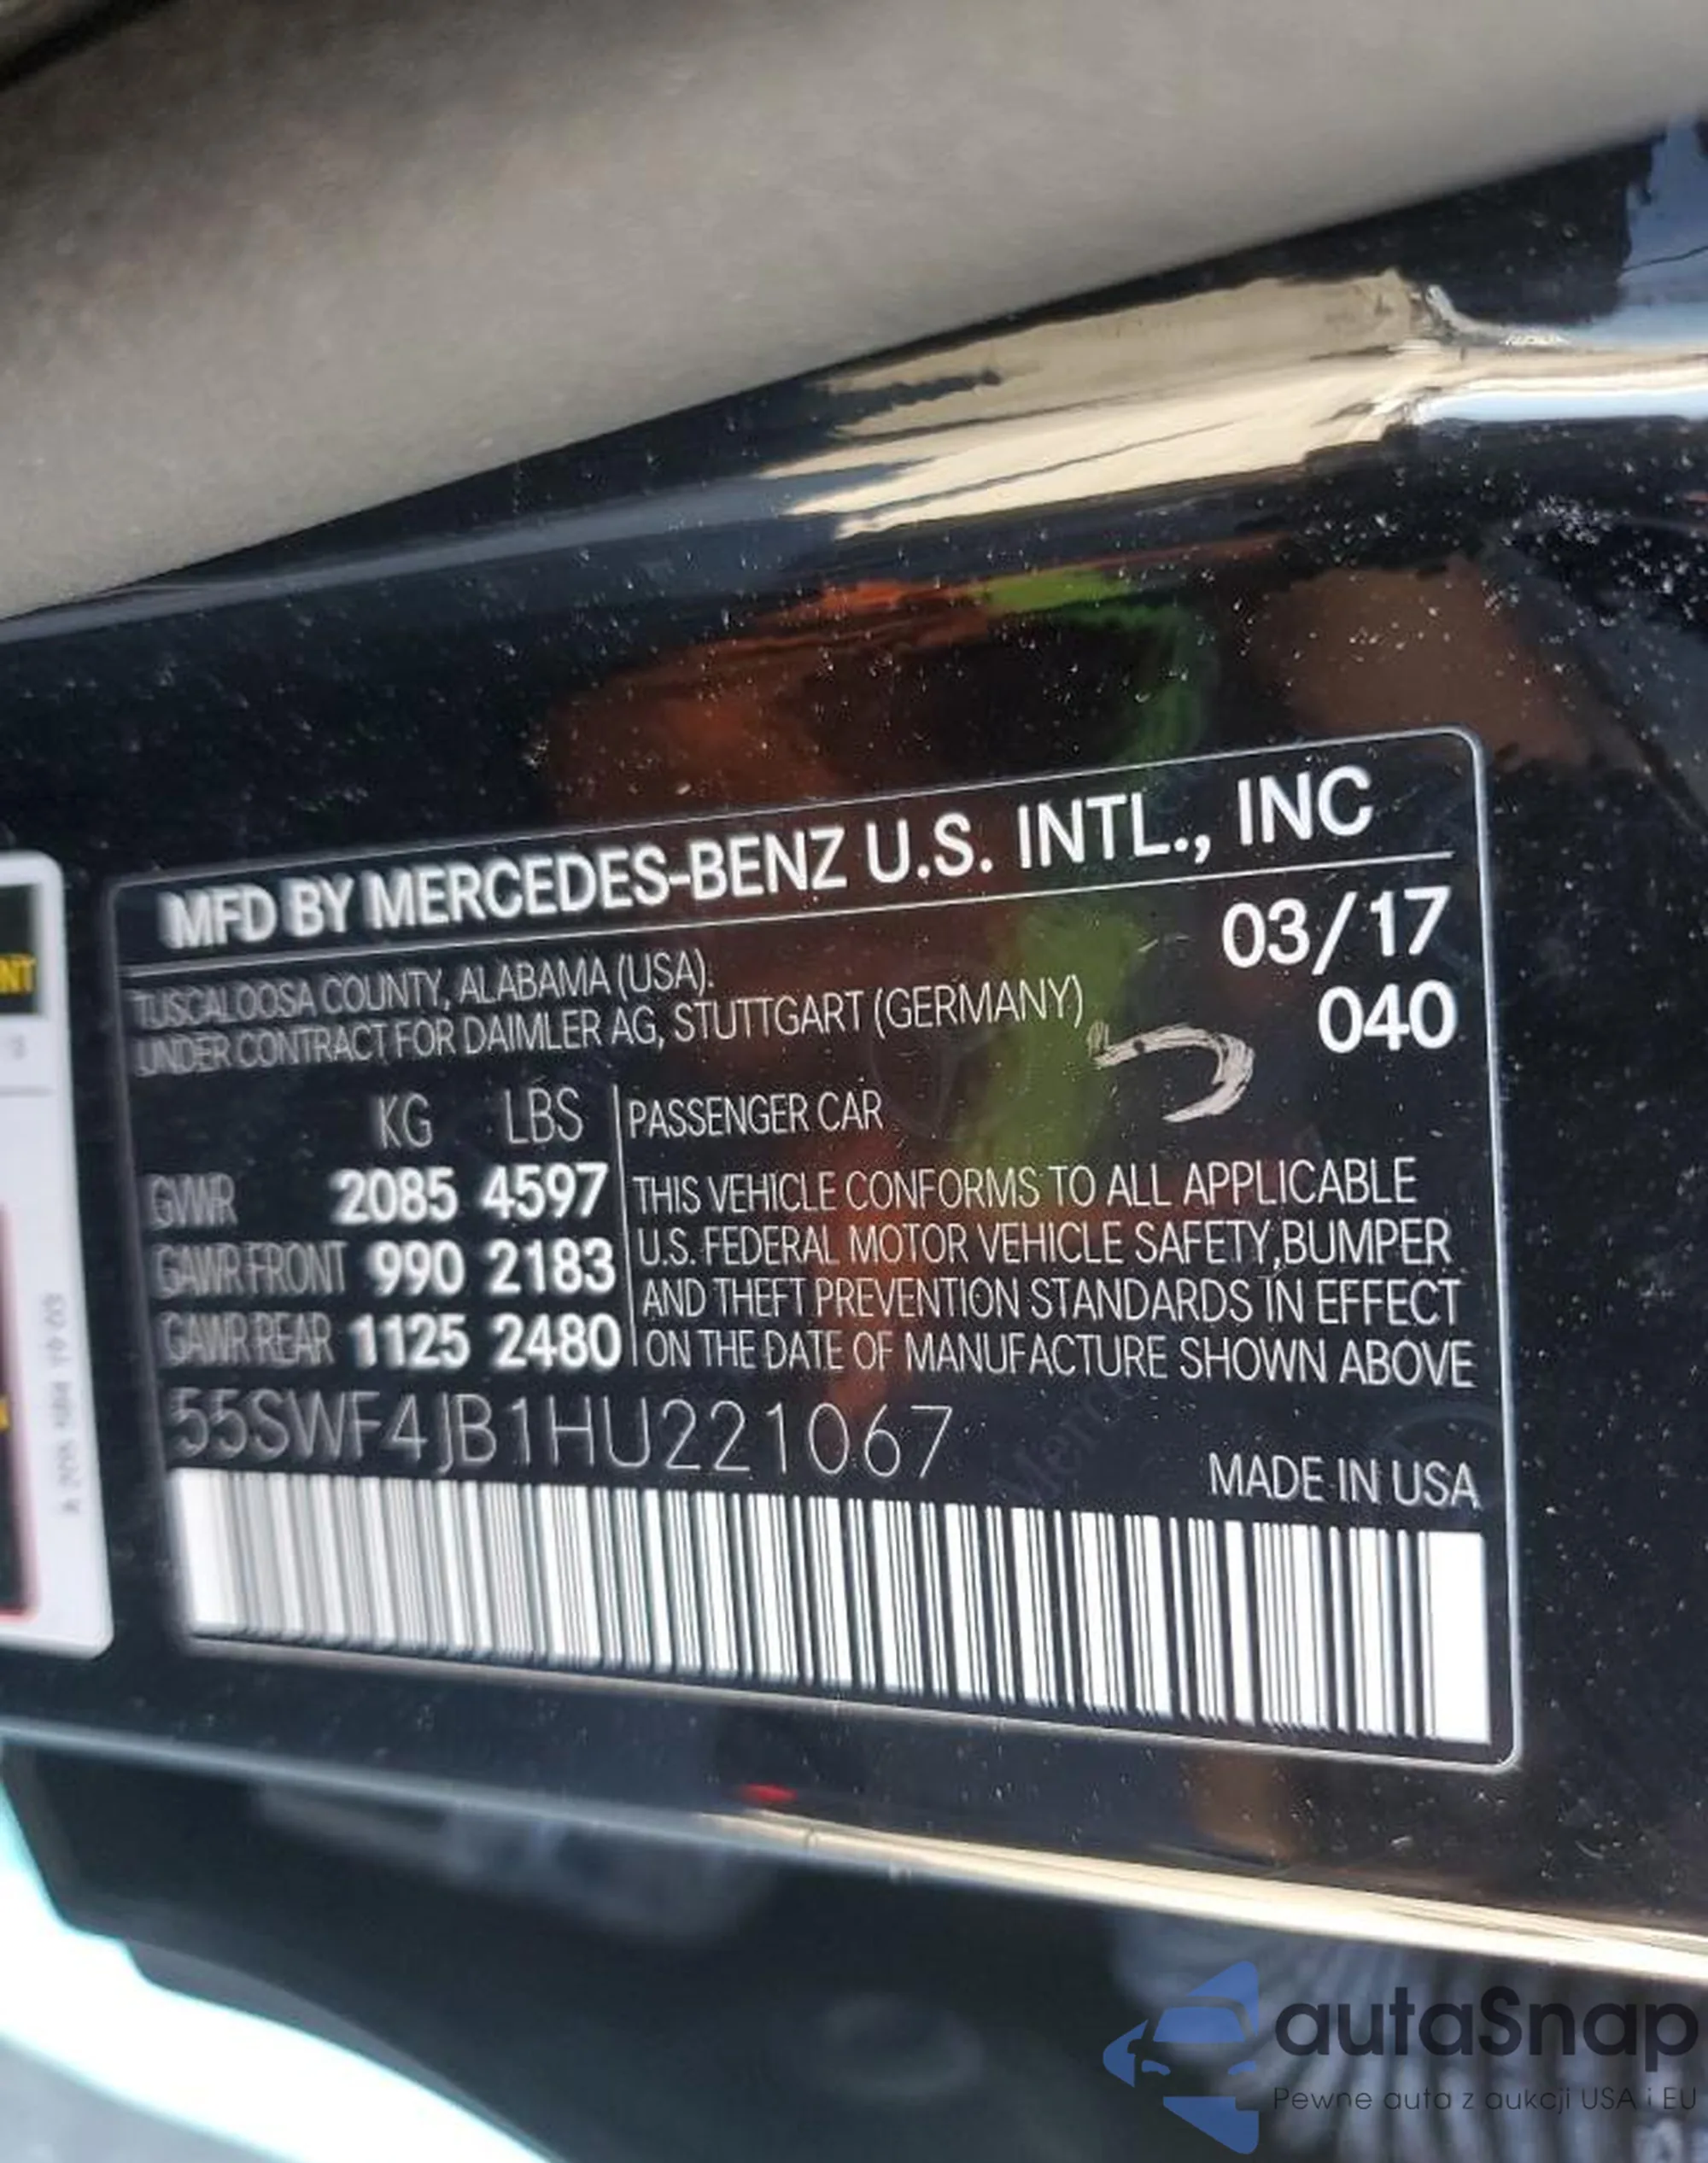 MFD BY MERCEDES-BENZ U.S. INTL., INC
03/17
TUSCALOOSA COUNTY, ALABAMA (USA).
UNDER CONTRACT FOR DAIMLER AG, STUTTGART (GERMANY)
040
KG LBS PASSENGER CAR
GVWR 2085 4597
GAWR FRONT 990 2183
GAWR REAR 1125 2480
THIS VEHICLE CONFORMS TO ALL APPLICABLE
U.S. FEDERAL MOTOR VEHICLE SAFETY,BUMPER
AND THEFT PREVENTION STANDARDS IN EFFECT
ON THE DATE OF MANUFACTURE SHOWN ABOVE
55SWF4JB1HU221067
MADE IN USA
autaSnap
Pewne auta z aukcji USA i EU